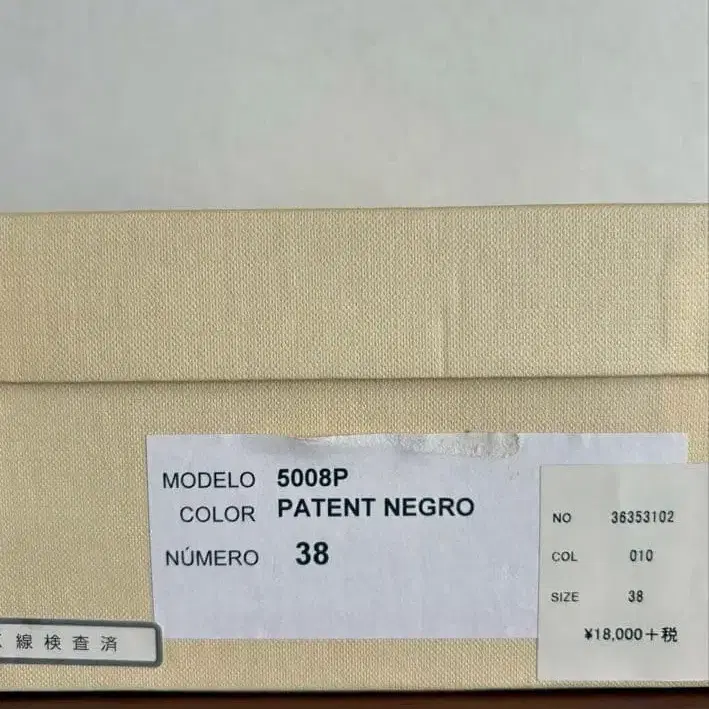 MODELO 5008P
COLOR PATENT NEGRO
NÚMERO 38
NO 36353102
COL 010
SIZE 38
¥18,000+税
線検査済